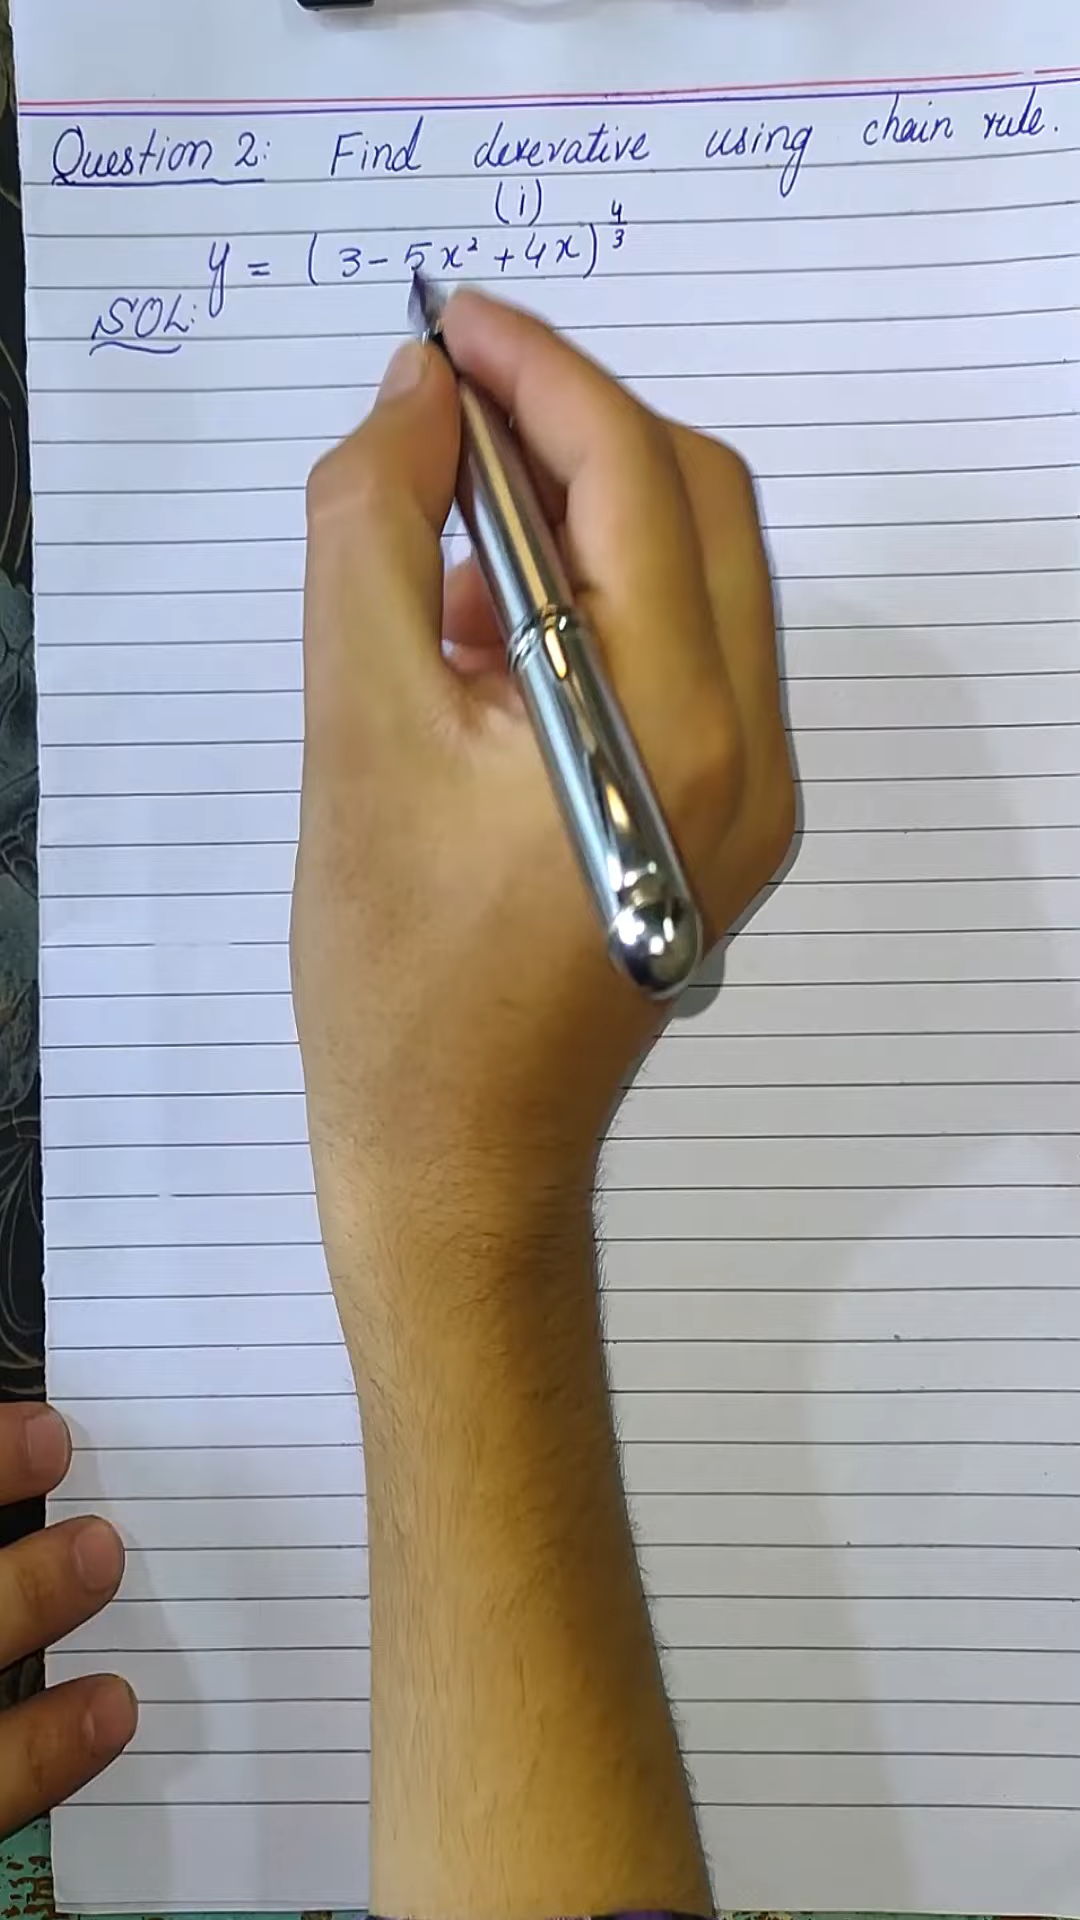 Question 2: Find derevative using chain rule.
(i)
y = (3 - 5x² + 4x)^{4/3}
SOL: